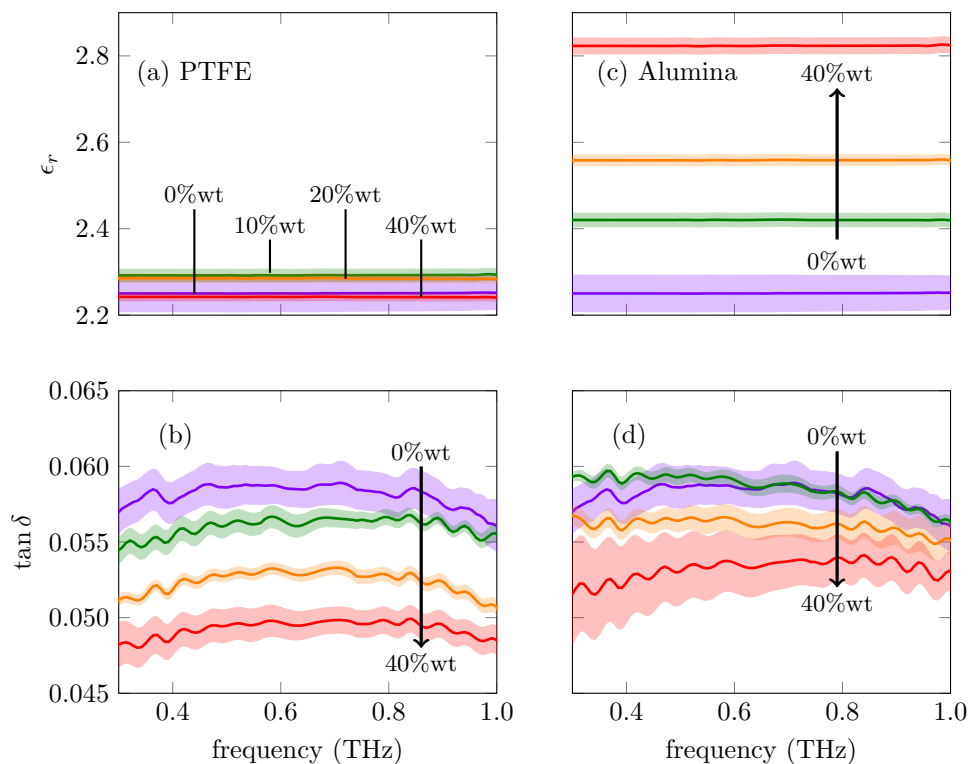 2.8
2.6
2.4
2.2
ϵr
(a) PTFE
0%wt
10%wt
20%wt
40%wt
(c) Alumina
40%wt
0%wt
0.065
0.060
0.055
0.050
0.045
tan δ
(b)
0%wt
40%wt
0.4
0.6
0.8
1.0
frequency (THz)
(d)
0%wt
40%wt
0.4
0.6
0.8
1.0
frequency (THz)